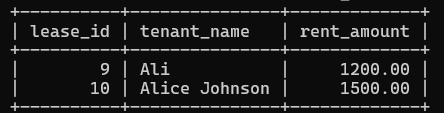 +----------+---------------+-------------+
| lease_id | tenant_name   | rent_amount |
+----------+---------------+-------------+
|        9 | Ali           |     1200.00 |
|       10 | Alice Johnson |     1500.00 |
+----------+---------------+-------------+